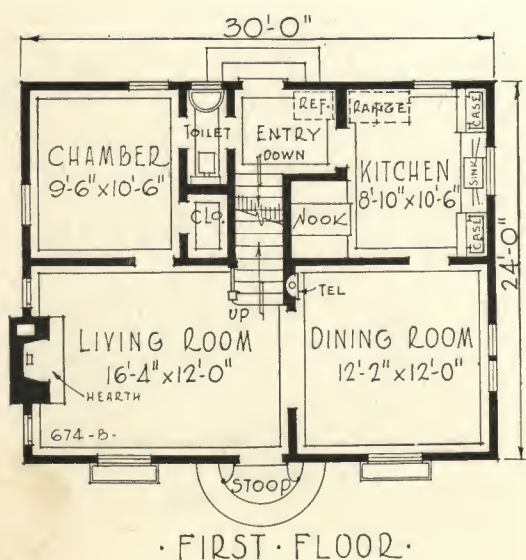 30'-0"
REF.
RANGE
CASE
TOILET
ENTRY
DOWN
CHAMBER
9'-6"x10'-6"
KITCHEN
8'-10"x10'-6"
SINK
CLO.
NOOK
CASE
24'-0"
UP
TEL
LIVING ROOM
16'-4"x12'-0"
DINING ROOM
12'-2"x12'-0"
HEARTH
674-B-
STOOP
· FIRST · FLOOR ·